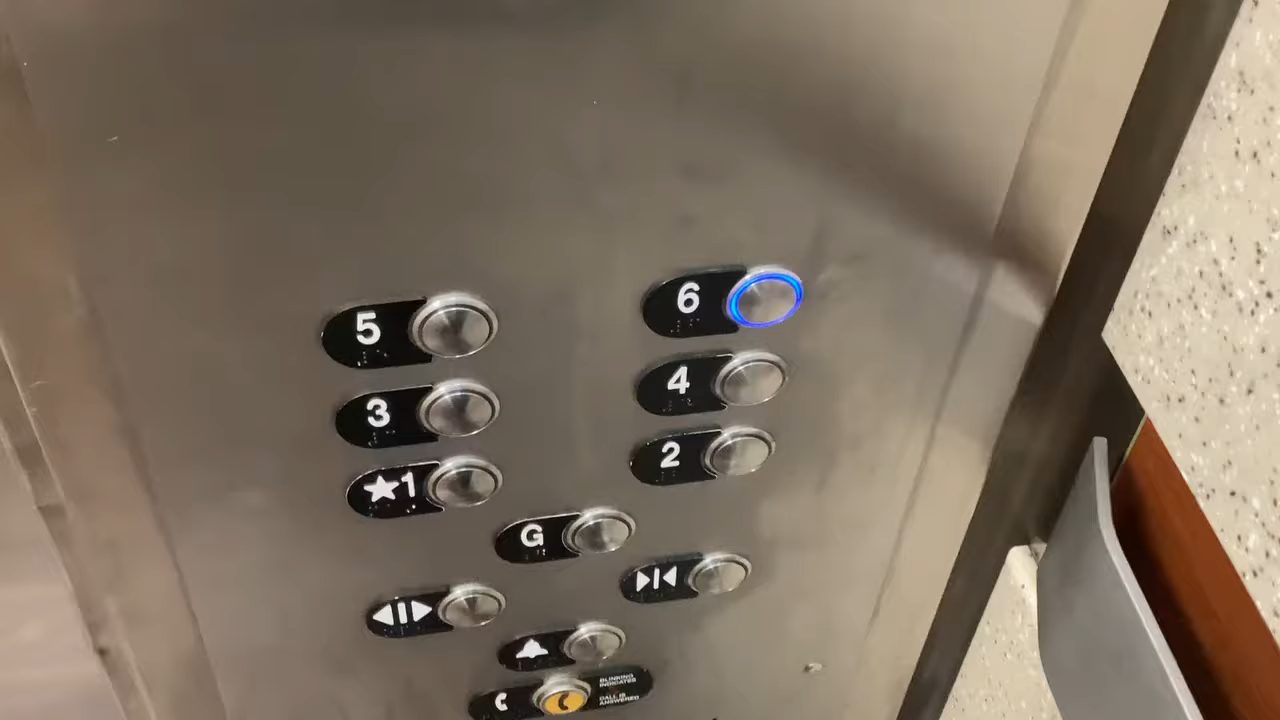 5
6
3
4
★1
2
G
BLINKING
INDICATES
CALL IS
ANSWERED